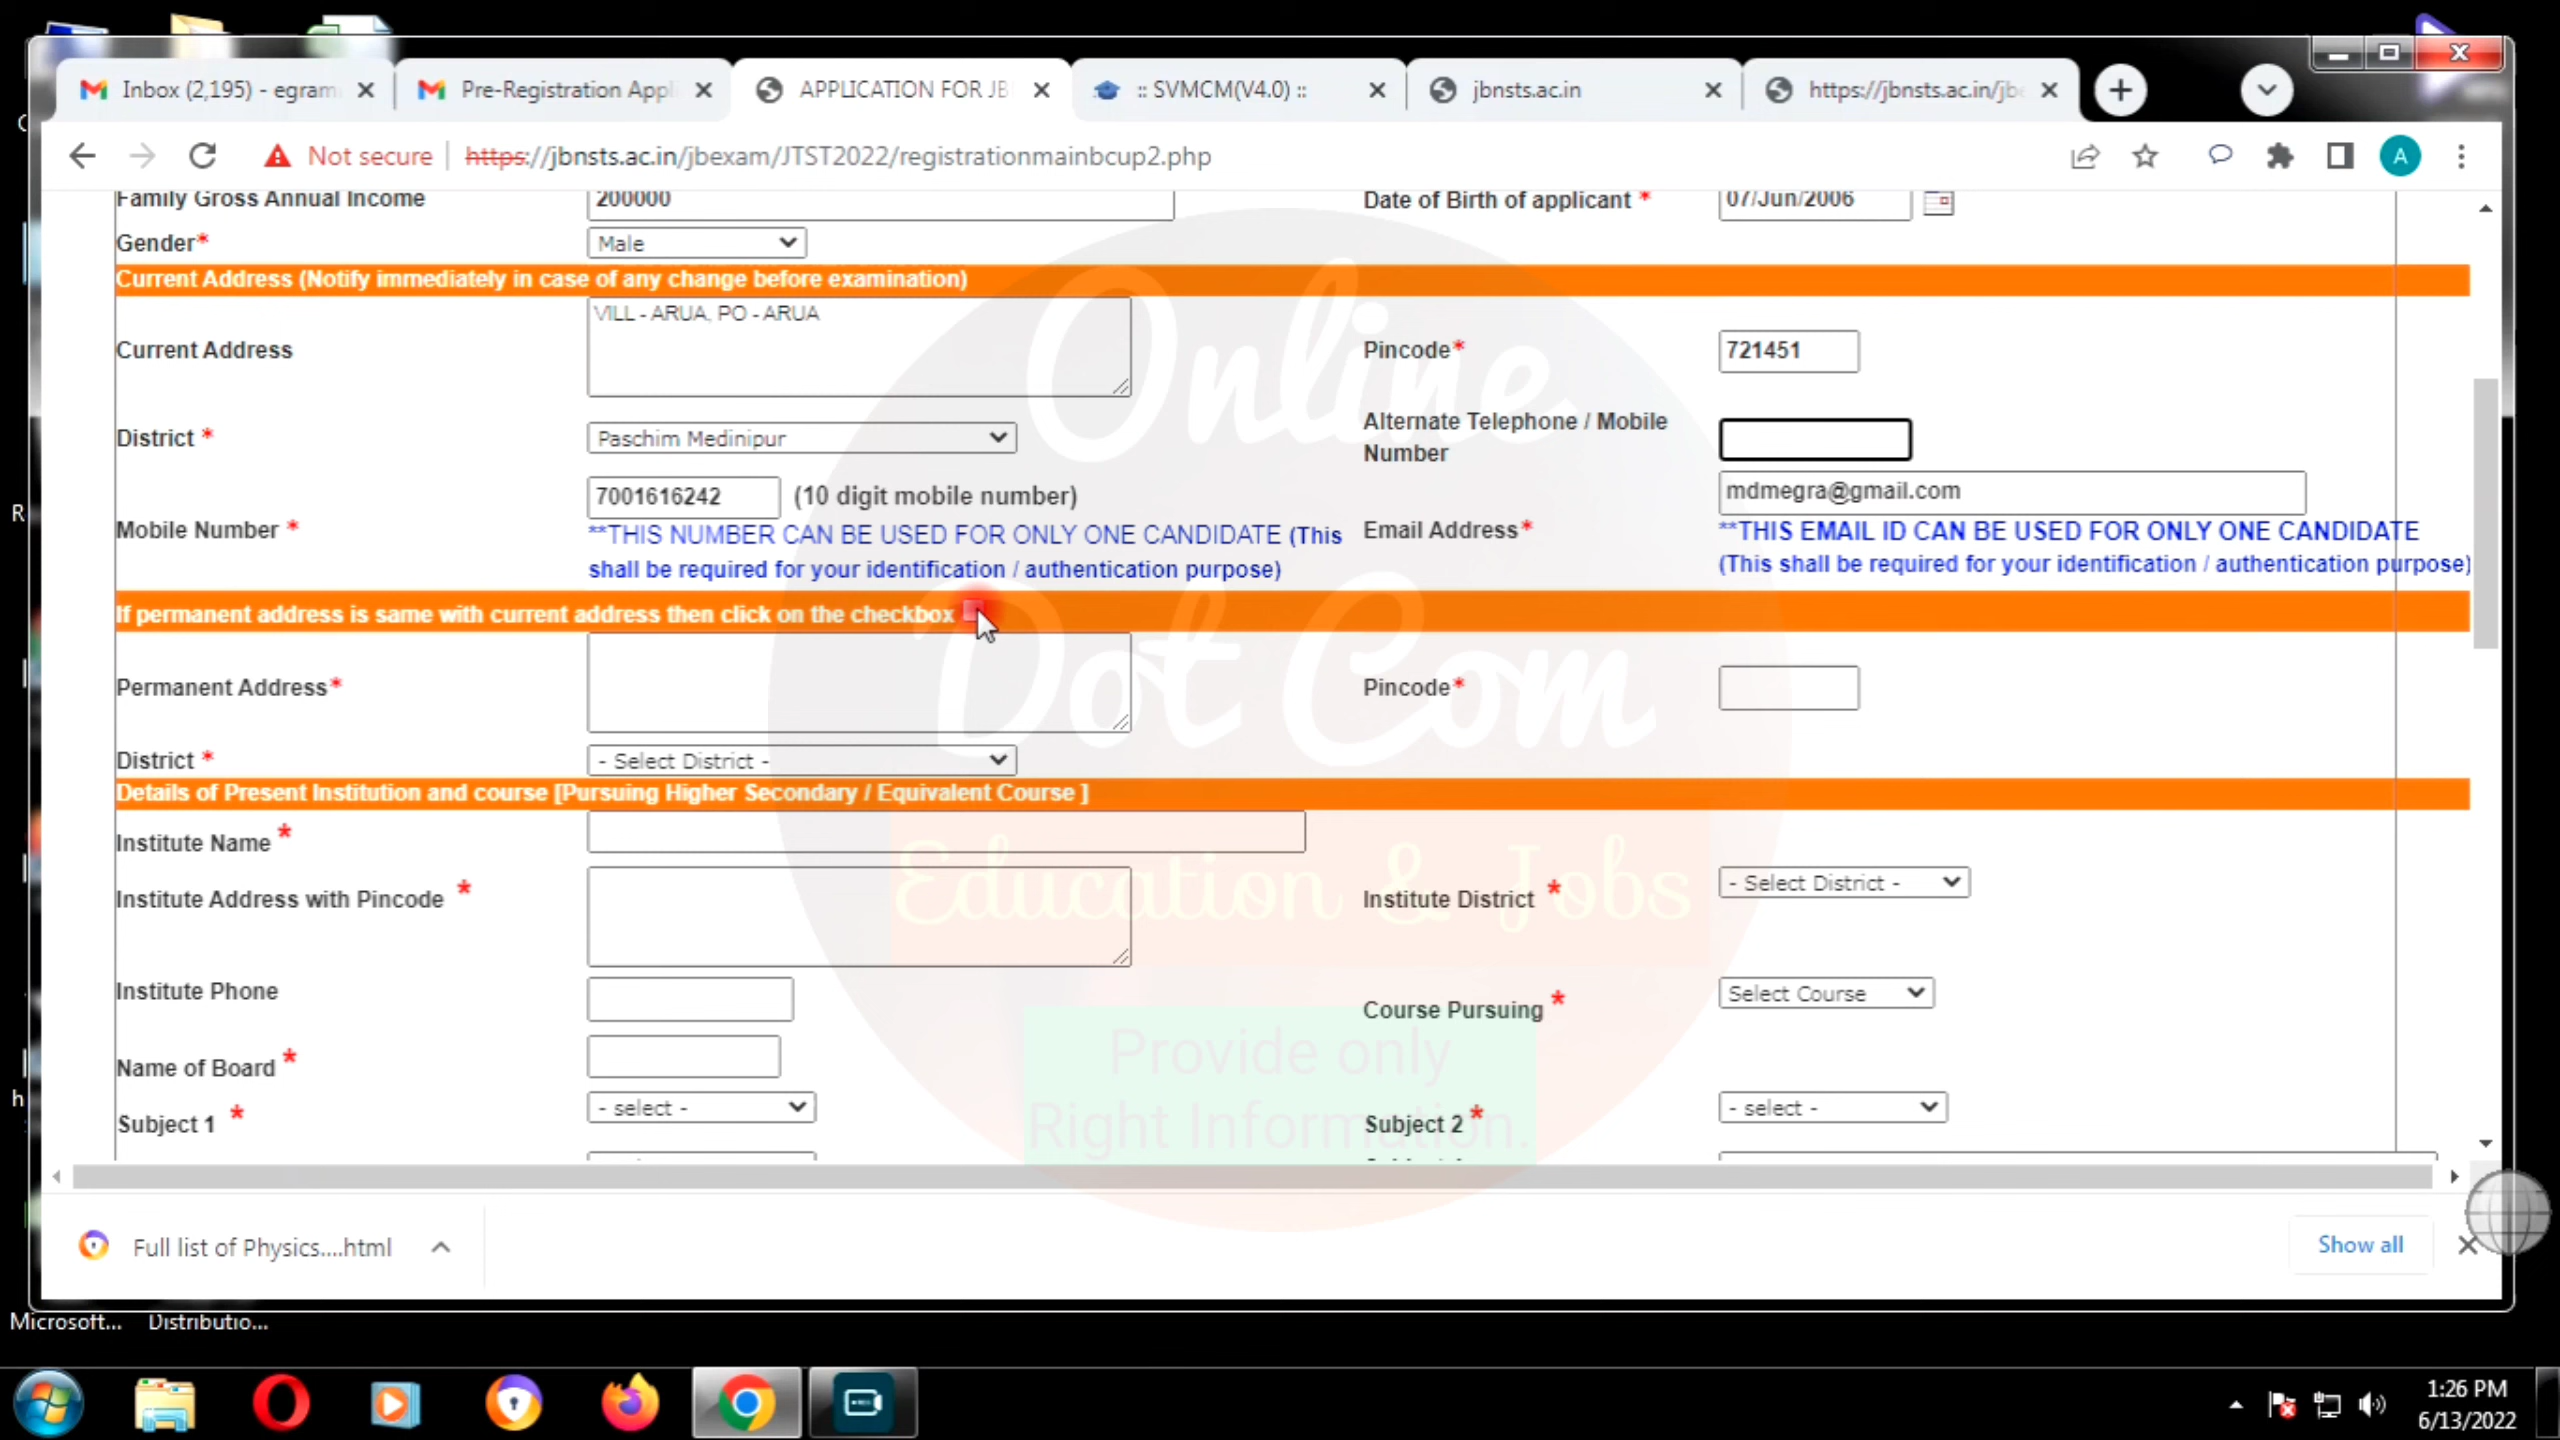 Inbox (2,195) - egram
Pre-Registration Appl
APPLICATION FOR JB
:: SVMCM(V4.0) ::
jbnsts.ac.in
https://jbnsts.ac.in/jbe
Not secure
https://jbnsts.ac.in/jbexam/JTST2022/registrationmainbcup2.php
A
Family Gross Annual Income
200000
Date of Birth of applicant *
07/Jun/2006
Gender*
Male
Current Address (Notify immediately in case of any change before examination)
Current Address
VILL - ARUA, PO - ARUA
Pincode*
721451
District *
Paschim Medinipur
Alternate Telephone / Mobile
Number
Mobile Number *
7001616242
(10 digit mobile number)
**THIS NUMBER CAN BE USED FOR ONLY ONE CANDIDATE (This
shall be required for your identification / authentication purpose)
Email Address*
mdmegra@gmail.com
**THIS EMAIL ID CAN BE USED FOR ONLY ONE CANDIDATE
(This shall be required for your identification / authentication purpose)
If permanent address is same with current address then click on the checkbox
Permanent Address*
Pincode*
District *
- Select District -
Details of Present Institution and course [Pursuing Higher Secondary / Equivalent Course ]
Institute Name *
Institute Address with Pincode *
Institute District *
- Select District -
Institute Phone
Course Pursuing *
Select Course
Name of Board *
Subject 1 *
- select -
Subject 2 *
- select -
Online
Dot Com
Education & Jobs
Provide only
Right Information.
Full list of Physics....html
Show all
R
h
Microsoft...
Distributio...
1:26 PM
6/13/2022